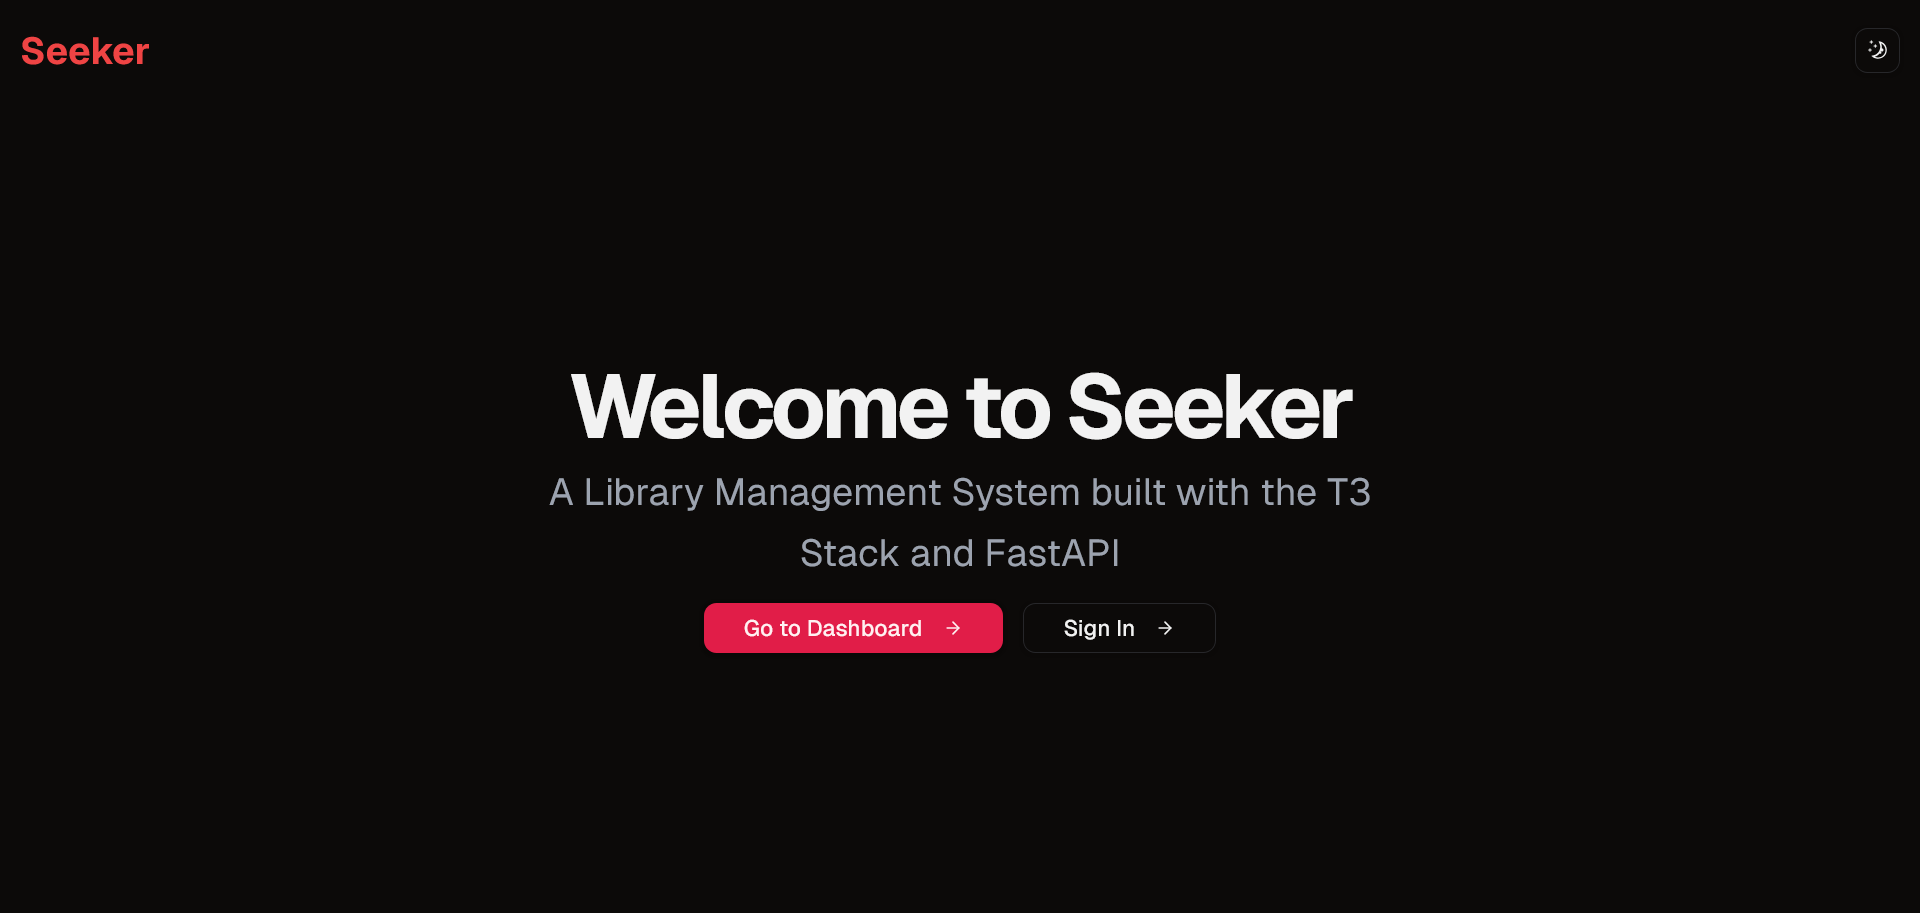 Seeker
Welcome to Seeker
A Library Management System built with the T3
Stack and FastAPI
Go to Dashboard →
Sign In →